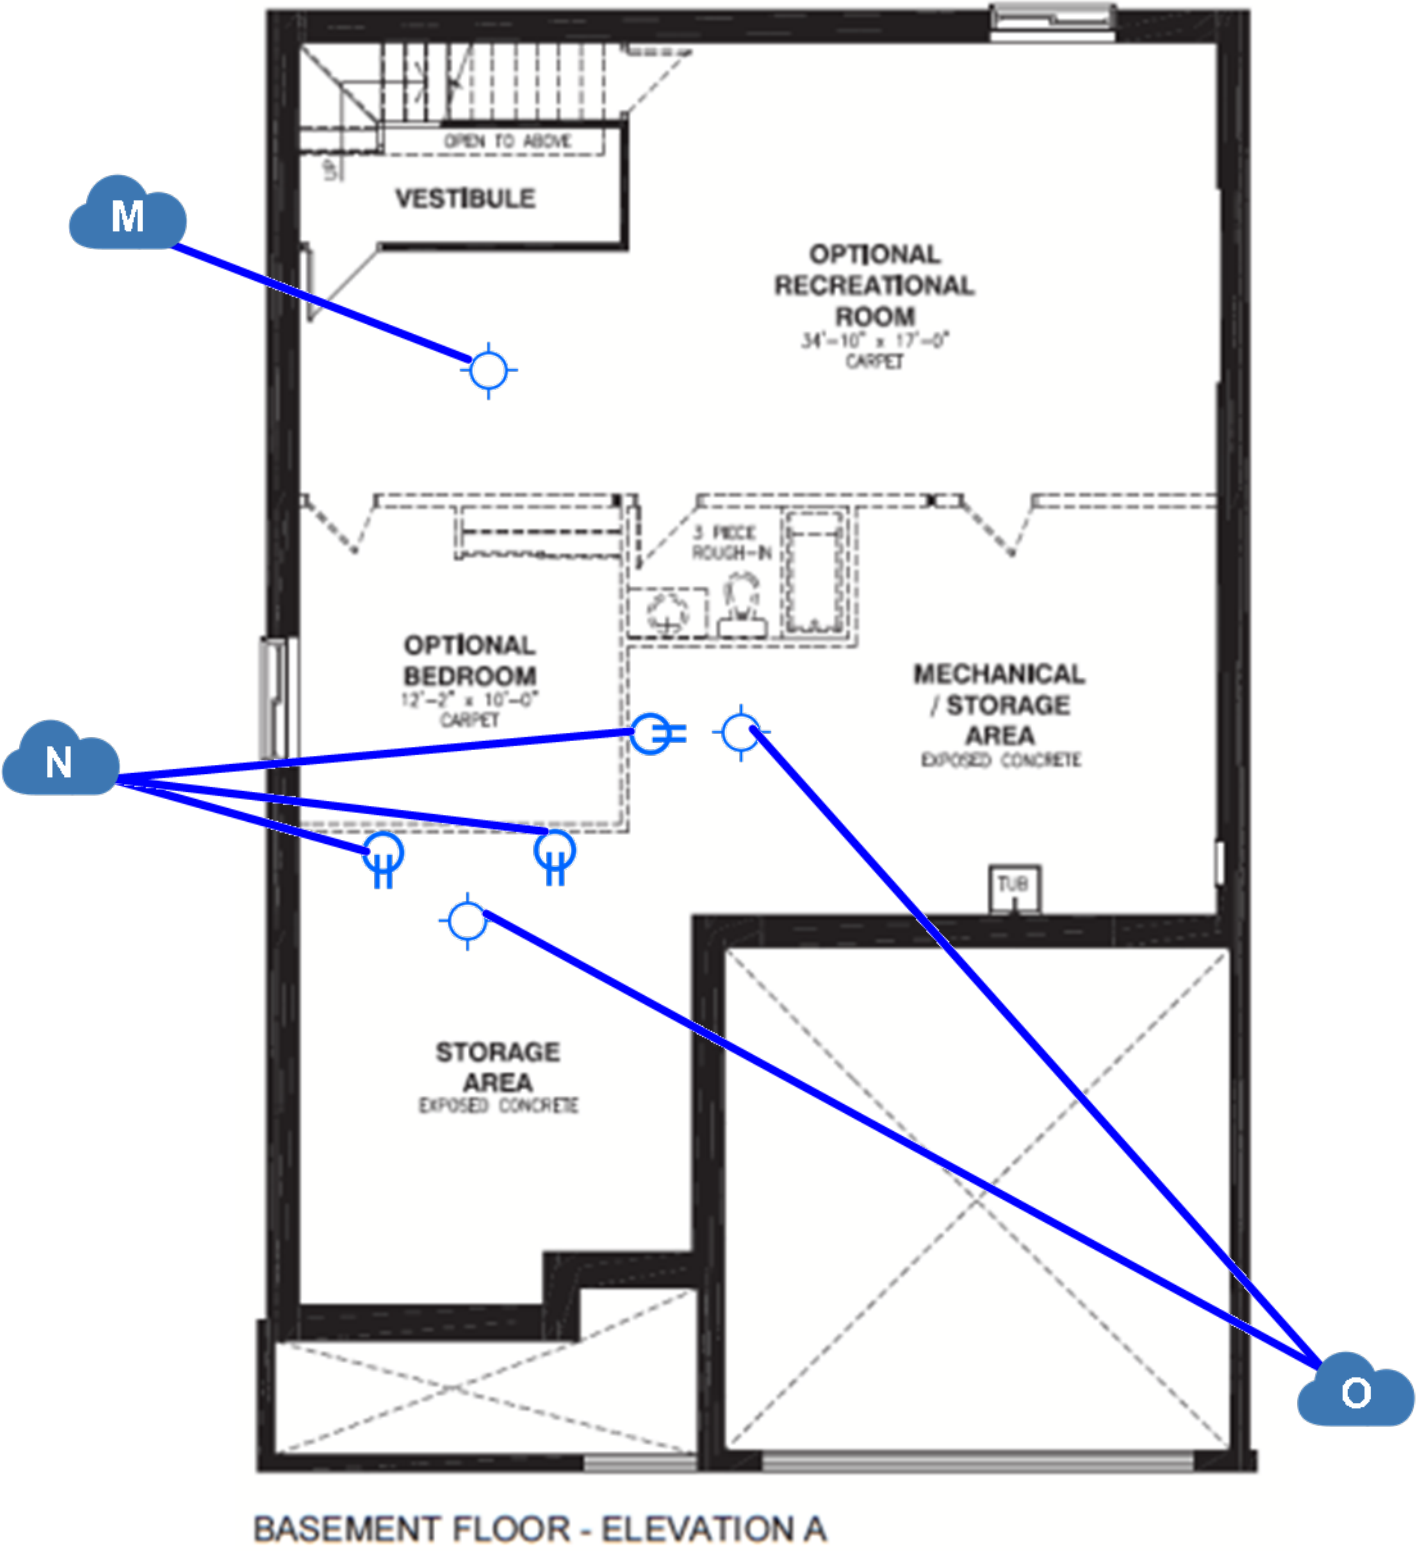 OPEN TO ABOVE
UP
VESTIBULE
M
OPTIONAL
RECREATIONAL
ROOM
34'-10" x 17'-0"
CARPET
3 PIECE
ROUGH-IN
OPTIONAL
BEDROOM
12'-2" x 10'-0"
CARPET
MECHANICAL
/ STORAGE
AREA
EXPOSED CONCRETE
N
TUB
STORAGE
AREA
EXPOSED CONCRETE
O
BASEMENT FLOOR - ELEVATION A